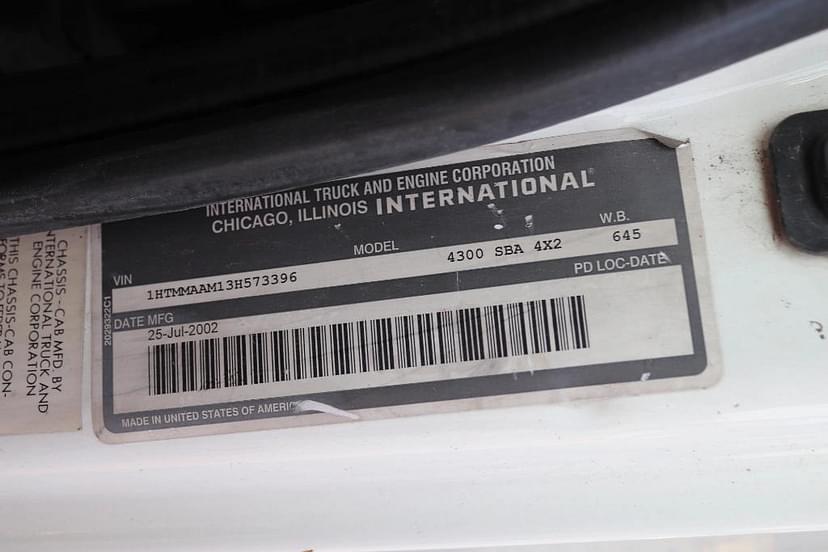 INTERNATIONAL TRUCK AND ENGINE CORPORATION
CHICAGO, ILLINOIS INTERNATIONAL
VIN MODEL W.B.
1HTMMAAM13H573396 4300 SBA 4X2 645
DATE MFG PD LOC-DATE
25-Jul-2002
MADE IN UNITED STATES OF AMERIC
2029322C1
CHASSIS--CAB MFD. BY
INTERNATIONAL TRUCK AND
ENGINE CORPORATION
THIS CHASSIS-CAB CON-